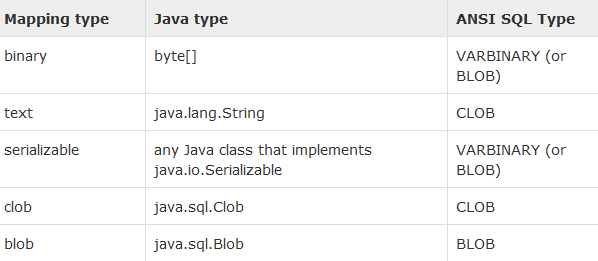 Mapping type Java type ANSI SQL Type
binary byte[] VARBINARY (or
BLOB)
text java.lang.String CLOB
serializable any Java class that implements VARBINARY (or
java.io.Serializable BLOB)
clob java.sql.Clob CLOB
blob java.sql.Blob BLOB